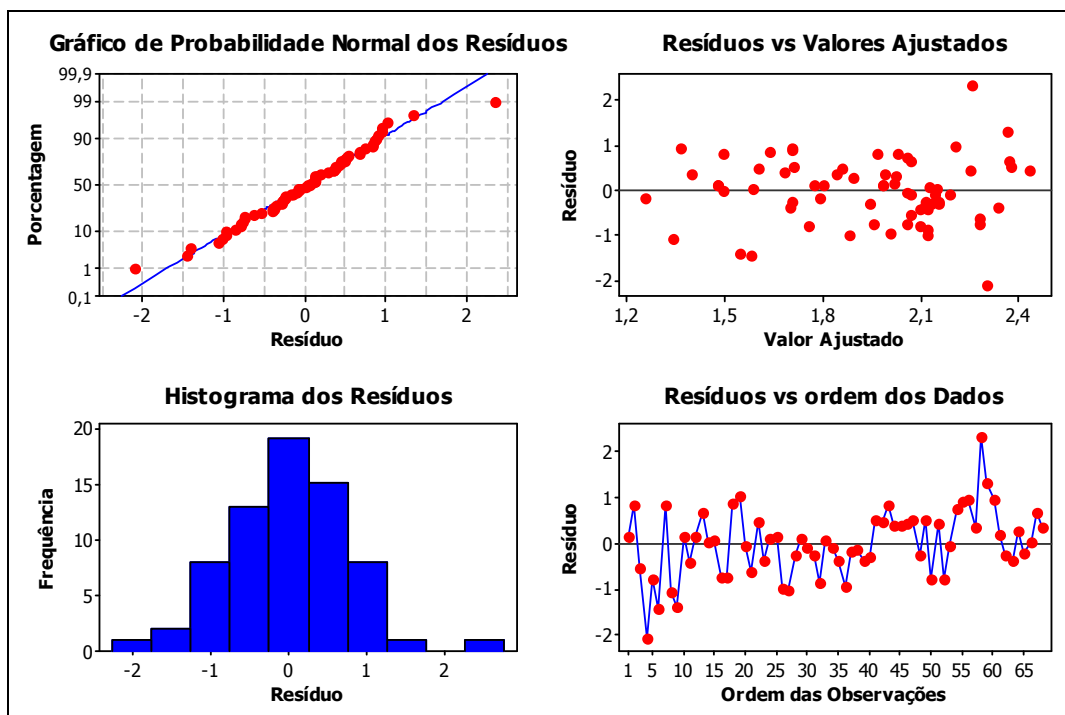 Gráfico de Probabilidade Normal dos Resíduos
99,9
99
90
50
10
1
0,1
Porcentagem
-2 -1 0 1 2
Resíduo
Resíduos vs Valores Ajustados
2
1
0
-1
-2
Resíduo
1,2 1,5 1,8 2,1 2,4
Valor Ajustado
Histograma dos Resíduos
20
15
10
5
0
Frequência
-2 -1 0 1 2
Resíduo
Resíduos vs ordem dos Dados
2
1
0
-1
-2
Resíduo
1 5 10 15 20 25 30 35 40 45 50 55 60 65
Ordem das Observações